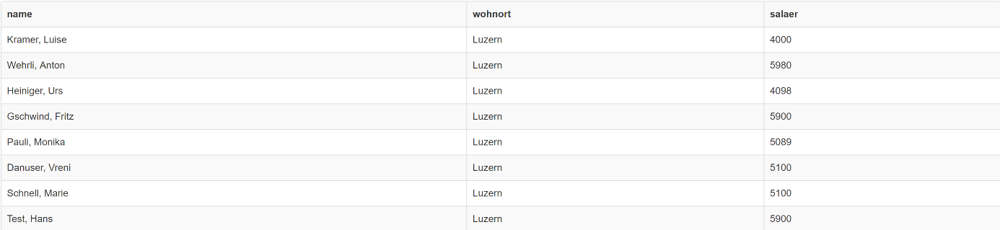 name wohnort salaer
Kramer, Luise Luzern 4000
Wehrli, Anton Luzern 5980
Heiniger, Urs Luzern 4098
Gschwind, Fritz Luzern 5900
Pauli, Monika Luzern 5089
Danuser, Vreni Luzern 5100
Schnell, Marie Luzern 5100
Test, Hans Luzern 5900